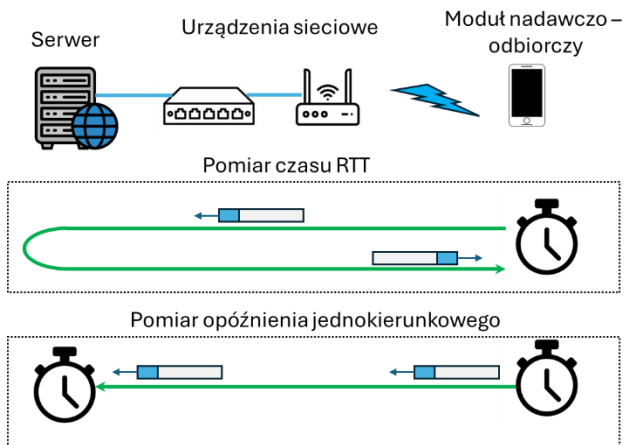 Serwer
Urządzenia sieciowe
Moduł nadawczo –
odbiorczy
Pomiar czasu RTT
Pomiar opóźnienia jednokierunkowego